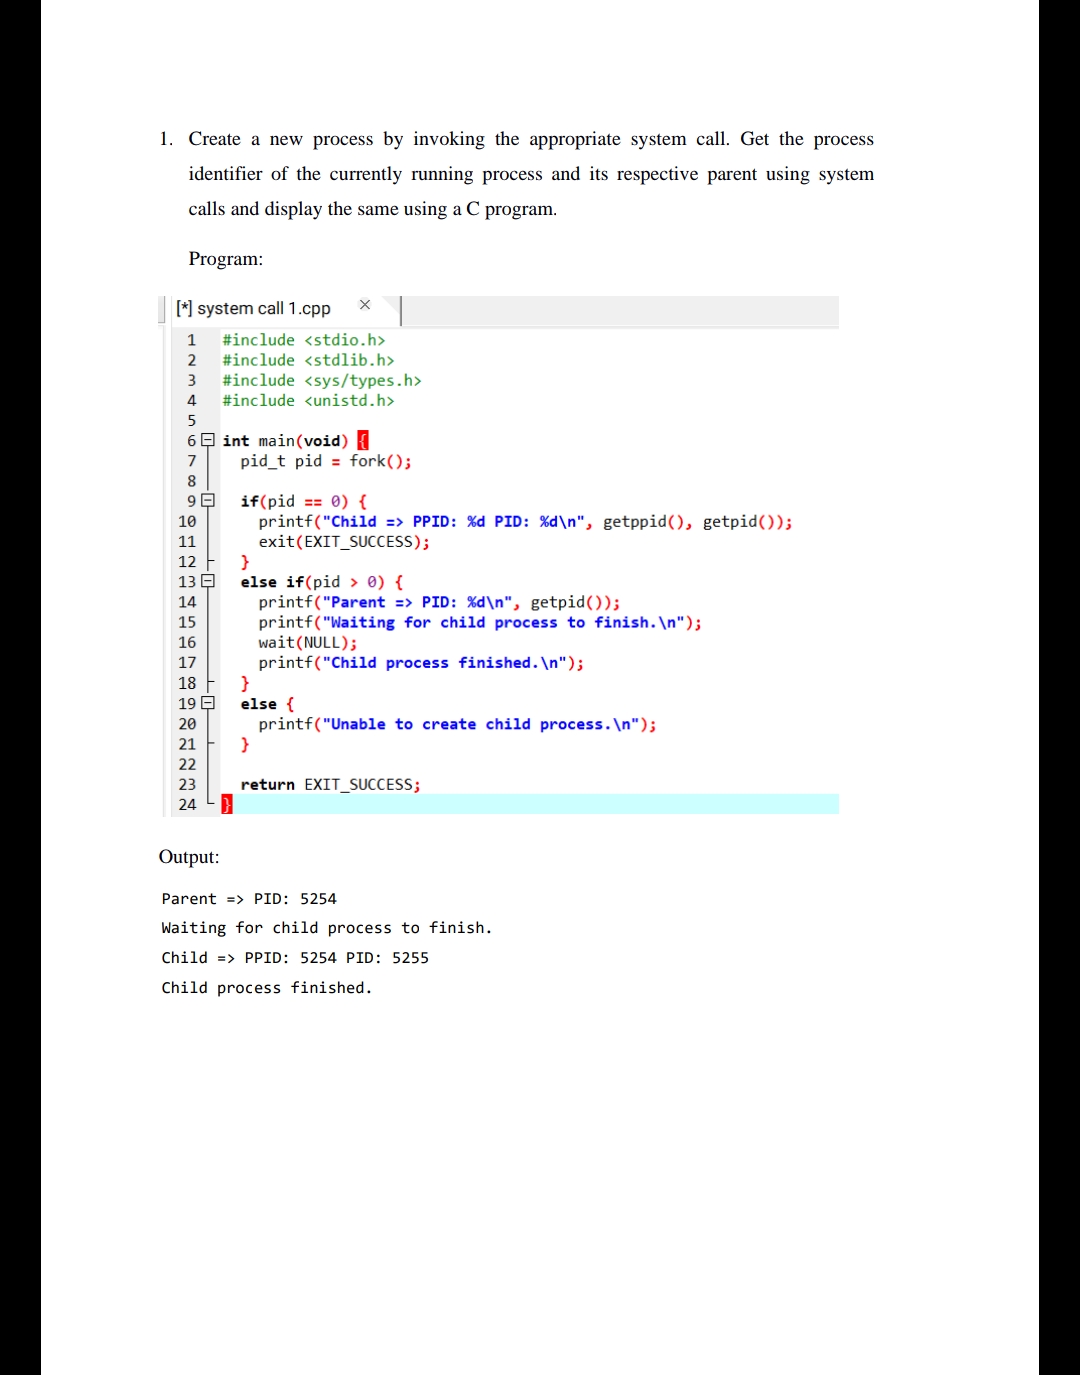 1. Create a new process by invoking the appropriate system call. Get the process
identifier of the currently running process and its respective parent using system
calls and display the same using a C program.
Program:
[*] system call 1.cpp ×
1 #include <stdio.h>
2 #include <stdlib.h>
3 #include <sys/types.h>
4 #include <unistd.h>
5
6 int main(void) {
7 pid_t pid = fork();
8
9 if(pid == 0) {
10 printf("Child => PPID: %d PID: %d\n", getppid(), getpid());
11 exit(EXIT_SUCCESS);
12 }
13 else if(pid > 0) {
14 printf("Parent => PID: %d\n", getpid());
15 printf("Waiting for child process to finish.\n");
16 wait(NULL);
17 printf("Child process finished.\n");
18 }
19 else {
20 printf("Unable to create child process.\n");
21 }
22
23 return EXIT_SUCCESS;
24 }
Output:
Parent => PID: 5254
Waiting for child process to finish.
Child => PPID: 5254 PID: 5255
Child process finished.